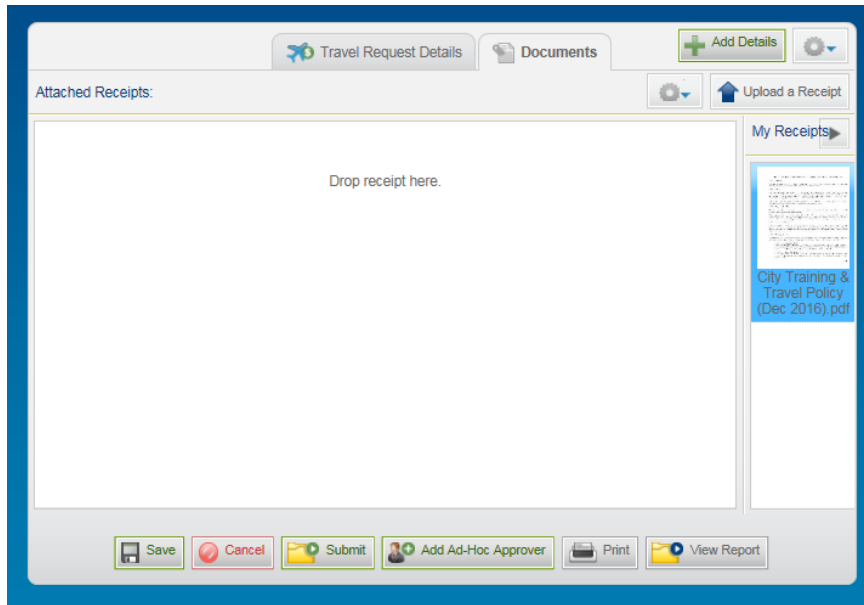 Travel Request Details
Documents
Add Details
Attached Receipts:
Upload a Receipt
My Receipts
Drop receipt here.
City Training &
Travel Policy
(Dec 2016).pdf
Save
Cancel
Submit
Add Ad-Hoc Approver
Print
View Report